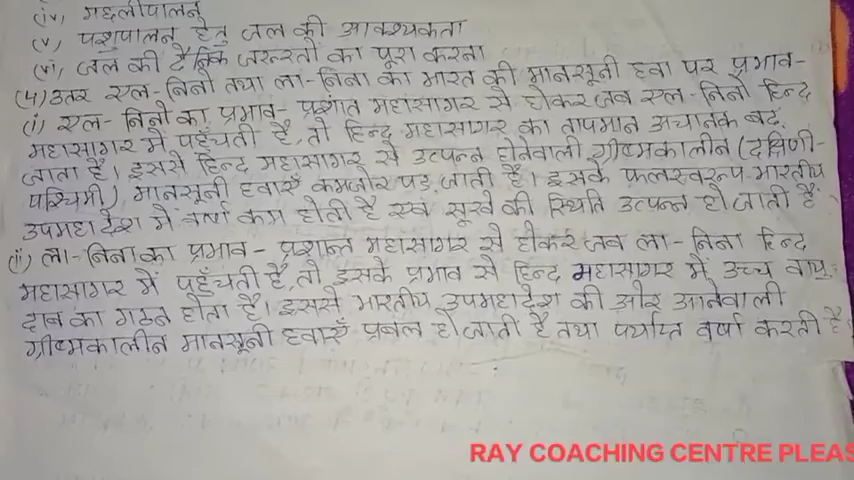 (iv) मछलीपालन
(v) पशुपालन हेतु जल की आवश्यकता
(vi) जल की दैनिक जरूरतों का पूरा करना
(4) उतर एल-निनो तथा ला-निना का भारत की मानसूनी हवा पर प्रभाव-
(i) एल-निनो का प्रभाव- प्रशांत महासागर से होकर जब एल-निनो हिन्द
महासागर में पहुँचती है, तो हिन्द महासागर का तापमान अचानक बढ़
जाता है। इससे हिन्द महासागर से उत्पन्न होनेवाली ग्रीष्मकालीन (दक्षिणी-
पश्चिमी) मानसूनी हवाएँ कमजोर पड़ जाती है। इसके फलस्वरूप भारतीय
उपमहादेश में वर्षा कम होती है एवं सूखे की स्थिति उत्पन्न हो जाती है
(ii) ला-निना का प्रभाव- प्रशान्त महासागर से होकर जब ला-निना हिन्द
महासागर में पहुँचती है, तो इसके प्रभाव से हिन्द महासागर में उच्च वायु
दाब का गठन होता है। इससे भारतीय उपमहादेश की ओर आनेवाली
ग्रीष्मकालीन मानसूनी हवाएँ प्रबल हो जाती है तथा पर्याप्त वर्षा करती है
RAY COACHING CENTRE PLEAS